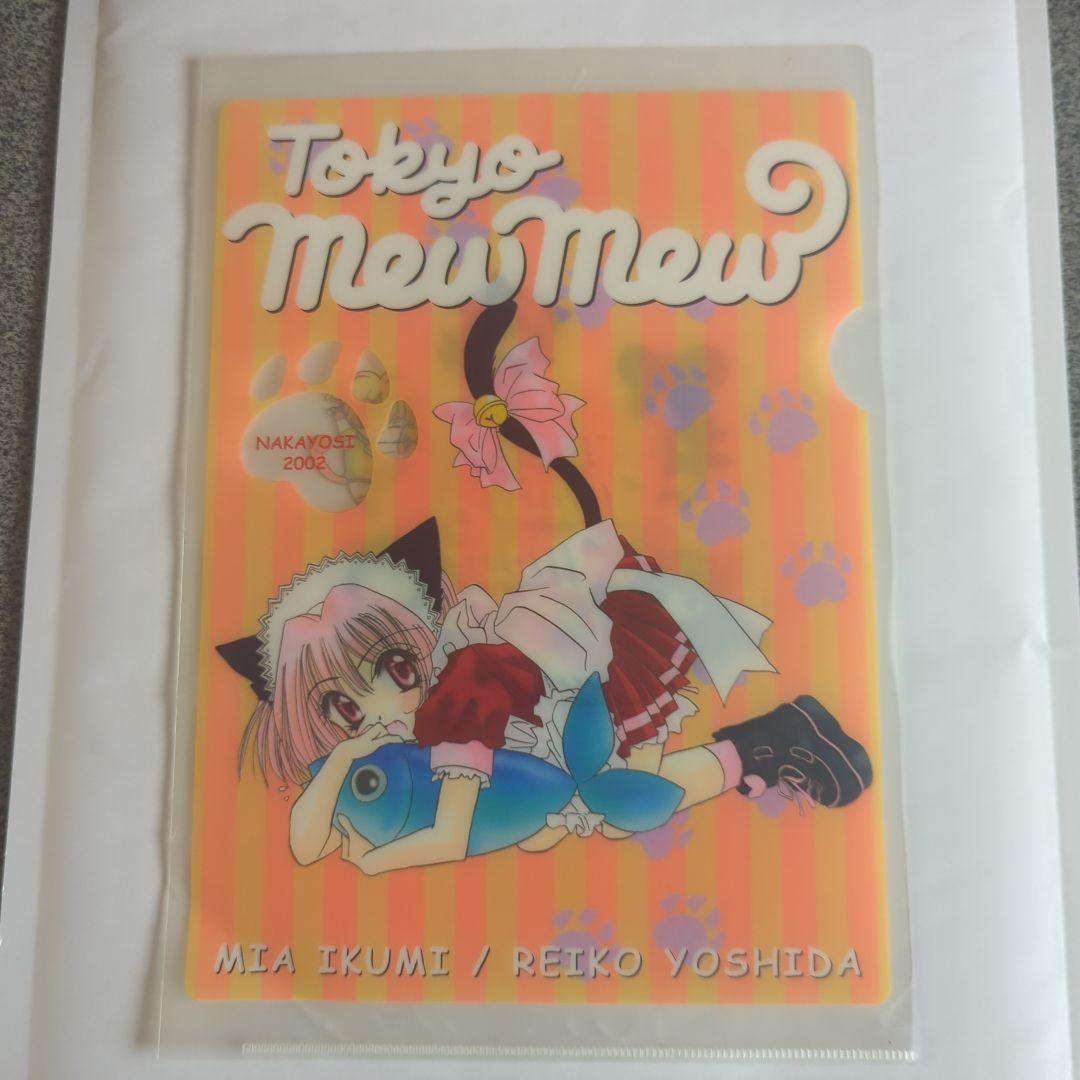 Tokyo
Mew Mew
NAKAYOSI
2002
MIA IKUMI / REIKO YOSHIDA